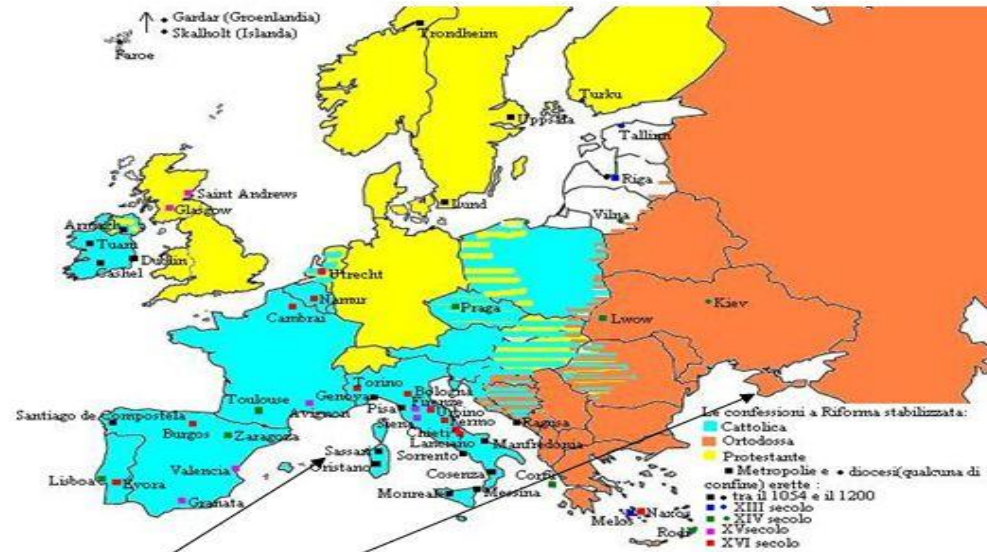 Gardar (Groenlandia)
Skalholt (Islanda)
Faroe
Trondheim
Turku
Uppsala
Tallinn
Riga
Lund
Vilna
Saint Andrews
Glasgow
Armagh
Tuam
Dublin
Cashel
Utrecht
Namur
Cambrai
Praga
Kiev
Lwow
Torino
Bologna
Genova
Firenze
Toulouse
Avignon
Pisa
Urbino
Siena
Fermo
Ragusa
Santiago de Compostela
Burgos
Zaragoza
Chieti
Lanciano
Manfredonia
Sassari
Sorrento
Oristano
Valencia
Cosenza
Corfu
Lisboa
Evora
Granata
Monreale
Messina
Naxos
Melos
Rodi
Le confessioni a Riforma stabilizzata:
Cattolica
Ortodossa
Protestante
Metropolie e diocesi(qualcuna di
confine) erette :
tra il 1054 e il 1200
XIII secolo
XIV secolo
XVsecolo
XVI secolo